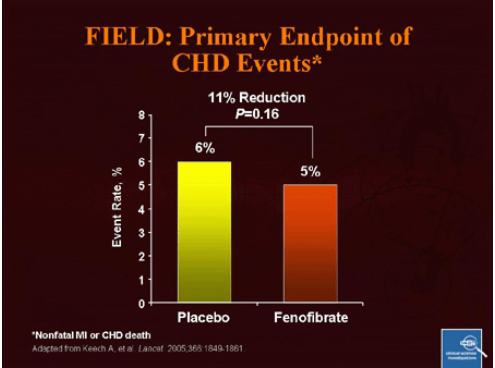 FIELD: Primary Endpoint of
CHD Events*
11% Reduction
P=0.16
8
7
6
5
4
3
2
1
0
Event Rate, %
6%
5%
Placebo
Fenofibrate
*Nonfatal MI or CHD death
Adapted from Keech A, et al. Lancet. 2005;366:1849-1861.